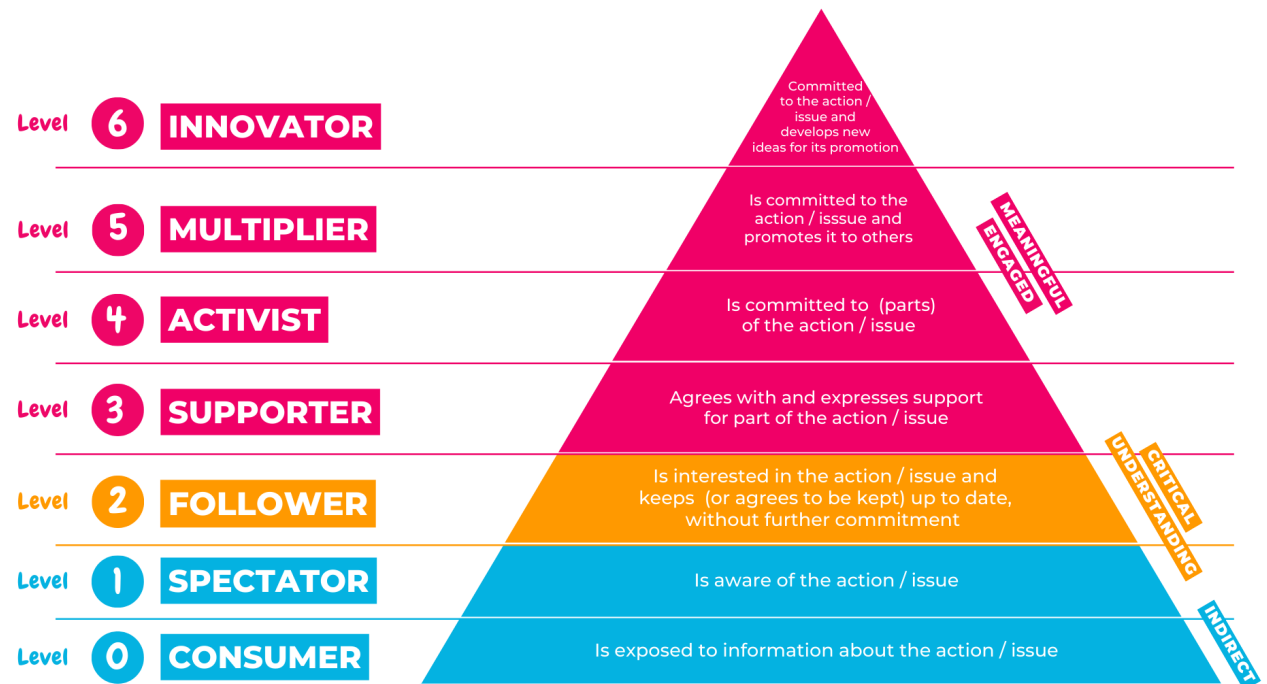 Level 6 INNOVATOR
Committed
to the action /
issue and
develops new
ideas for its promotion
Level 5 MULTIPLIER
Is committed to the
action / isssue and
promotes it to others
MEANINGFUL
ENGAGED
Level 4 ACTIVIST
Is committed to (parts)
of the action / issue
Level 3 SUPPORTER
Agrees with and expresses support
for part of the action / issue
Level 2 FOLLOWER
Is interested in the action / issue and
keeps (or agrees to be kept) up to date,
without further commitment
CRITICAL
UNDERSTANDING
Level 1 SPECTATOR
Is aware of the action / issue
Level 0 CONSUMER
Is exposed to information about the action / issue
INDIRECT